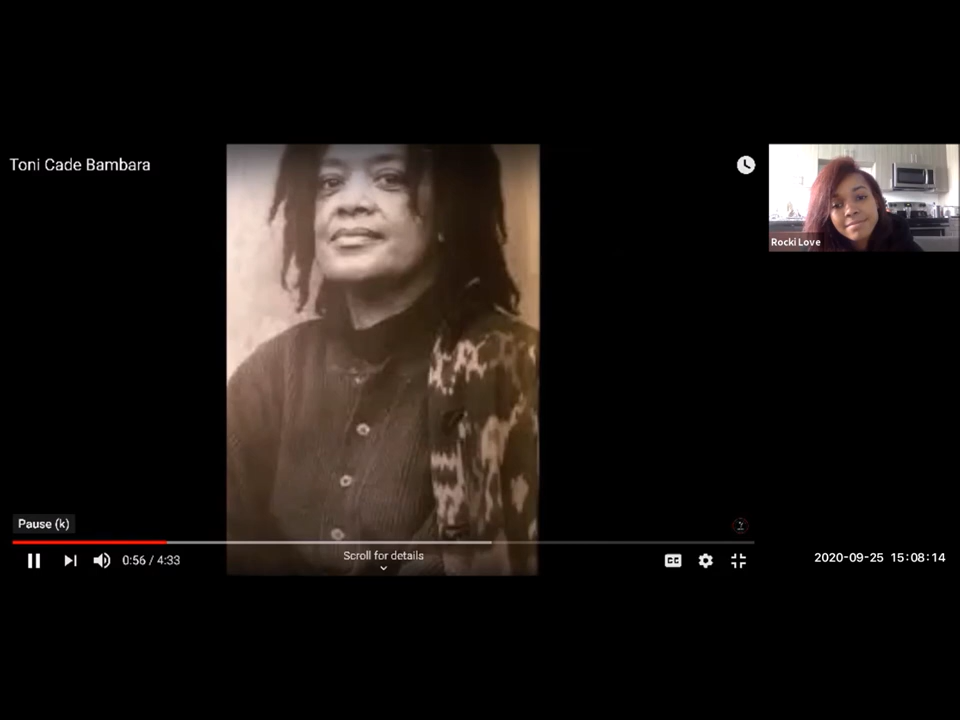 Toni Cade Bambara
Rocki Love
Pause (k)
Scroll for details
0:56 / 4:33
CC
2020-09-25 15:08:14